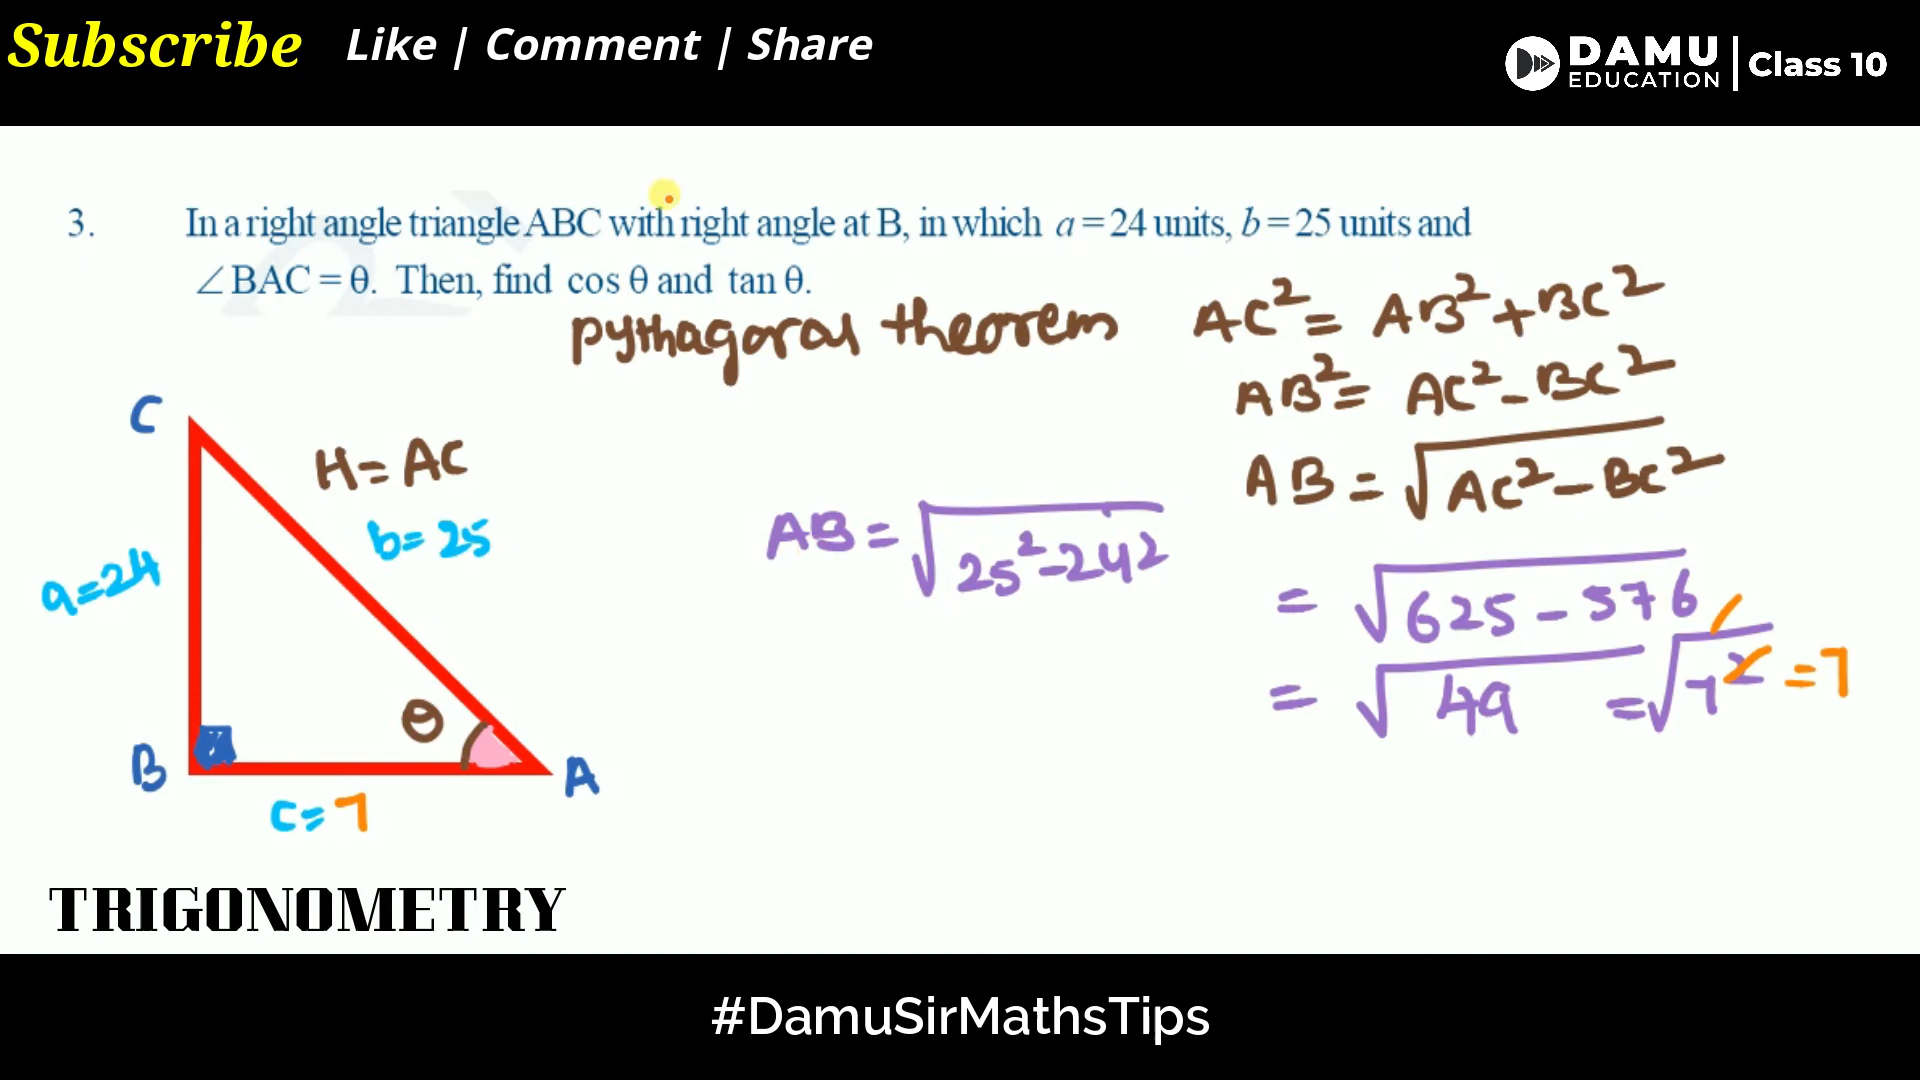 Subscribe Like | Comment | Share
DAMU EDUCATION | Class 10
3. In a right angle triangle ABC with right angle at B, in which a = 24 units, b = 25 units and
∠BAC = θ. Then, find cos θ and tan θ.
pythagoras theorem
AC² = AB² + BC²
AB² = AC² - BC²
AB = √AC² - BC²
AB = √25² - 24²
= √625 - 576
= √49 = √7² = 7
C
H = AC
b = 25
a = 24
θ
B
A
c = 7
TRIGONOMETRY
#DamuSirMathsTips